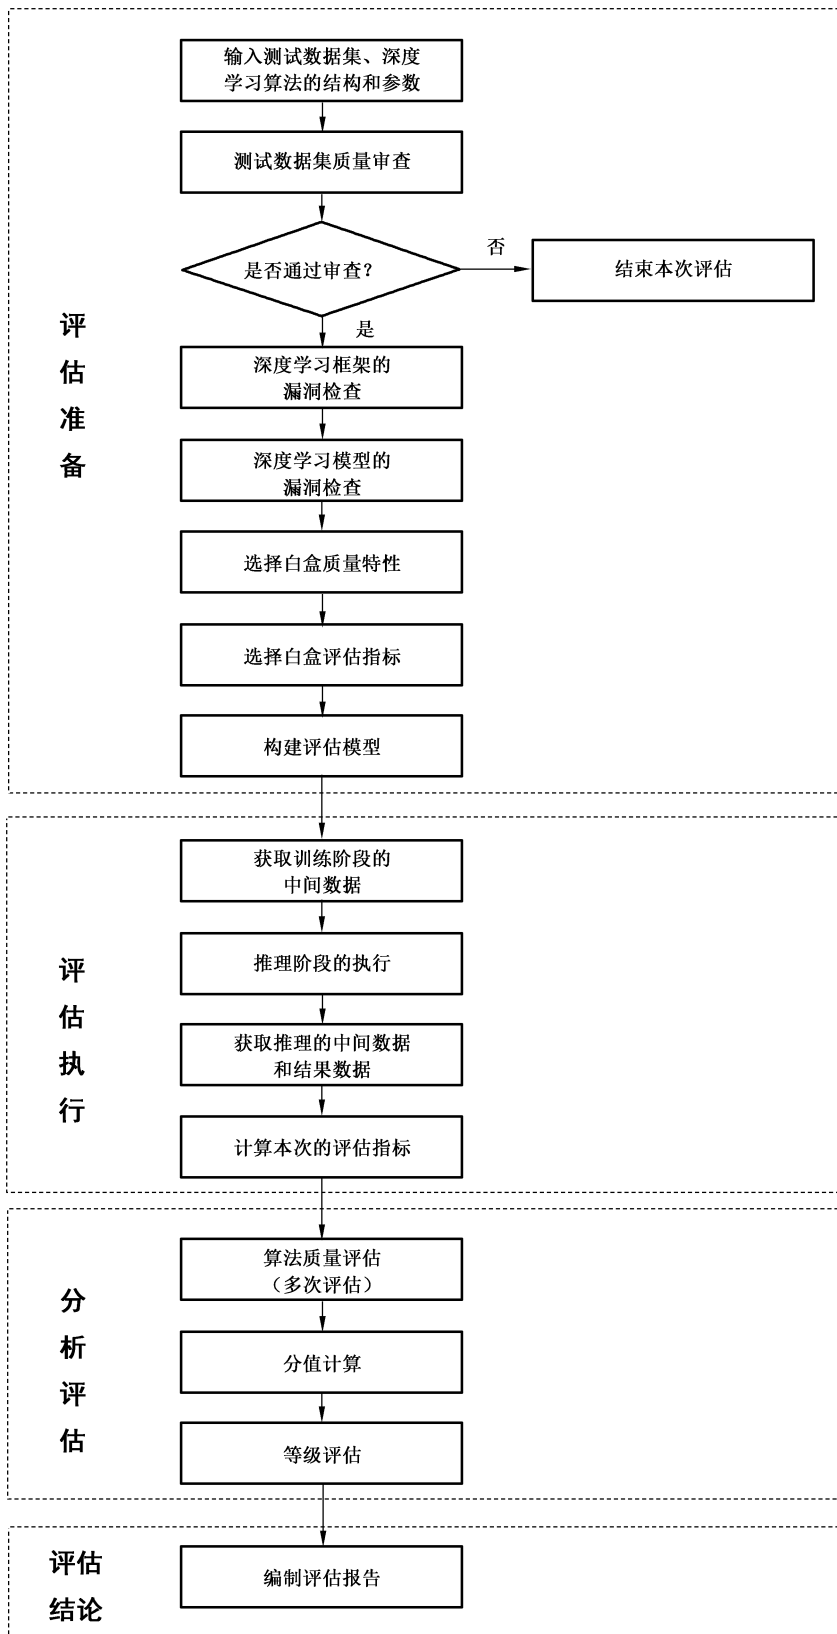 输入测试数据集、深度
学习算法的结构和参数
测试数据集质量审查
是否通过审查?
否
结束本次评估
是
评
估
准
备
深度学习框架的
漏洞检查
深度学习模型的
漏洞检查
选择白盒质量特性
选择白盒评估指标
构建评估模型
获取训练阶段的
中间数据
评
估
执
行
推理阶段的执行
获取推理的中间数据
和结果数据
计算本次的评估指标
算法质量评估
（多次评估）
分
析
评
估
分值计算
等级评估
评估
结论
编制评估报告